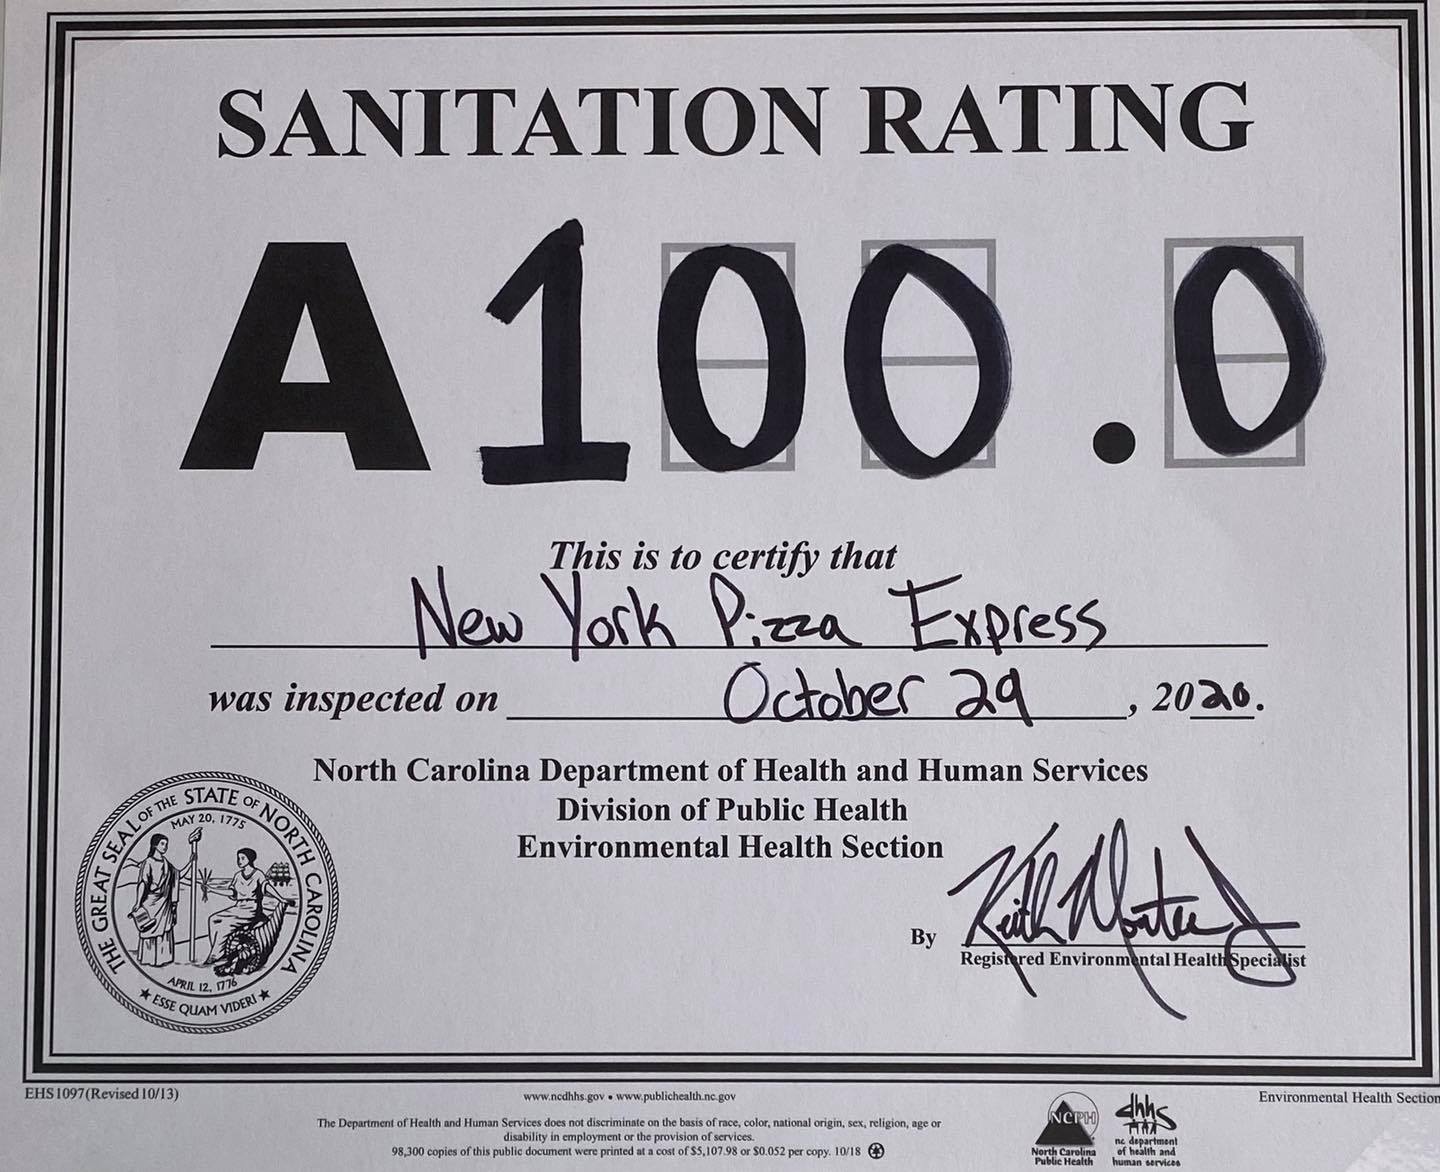 SANITATION RATING
A 100.0
This is to certify that
New York Pizza Express
was inspected on October 29, 2020.
North Carolina Department of Health and Human Services
Division of Public Health
Environmental Health Section
THE GREAT SEAL OF THE STATE OF NORTH CAROLINA
MAY 20, 1775
APRIL 12, 1776
★ ESSE QUAM VIDERI ★
By Keith
Registered Environmental Health Specialist
EHS1097(Revised 10/13)
www.ncdhhs.gov • www.publichealth.nc.gov
Environmental Health Section
The Department of Health and Human Services does not discriminate on the basis of race, color, national origin, sex, religion, age or
disability in employment or the provision of services.
98,300 copies of this public document were printed at a cost of $5,107.98 or $0.052 per copy. 10/18
NCPH
North Carolina
Public Health
dhhs
nc department
of health and
human services